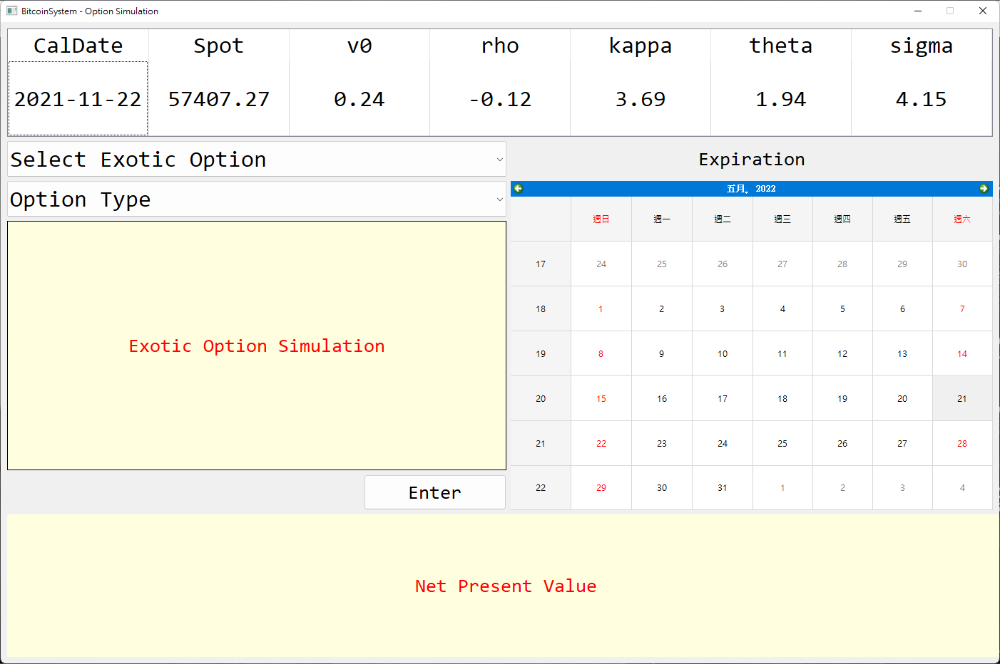 BitcoinSystem - Option Simulation
CalDate Spot v0 rho kappa theta sigma
2021-11-22 57407.27 0.24 -0.12 3.69 1.94 4.15
Select Exotic Option
Expiration
Option Type
五月, 2022
週日 週一 週二 週三 週四 週五 週六
17 24 25 26 27 28 29 30
18 1 2 3 4 5 6 7
19 8 9 10 11 12 13 14
20 15 16 17 18 19 20 21
21 22 23 24 25 26 27 28
22 29 30 31 1 2 3 4
Exotic Option Simulation
Enter
Net Present Value